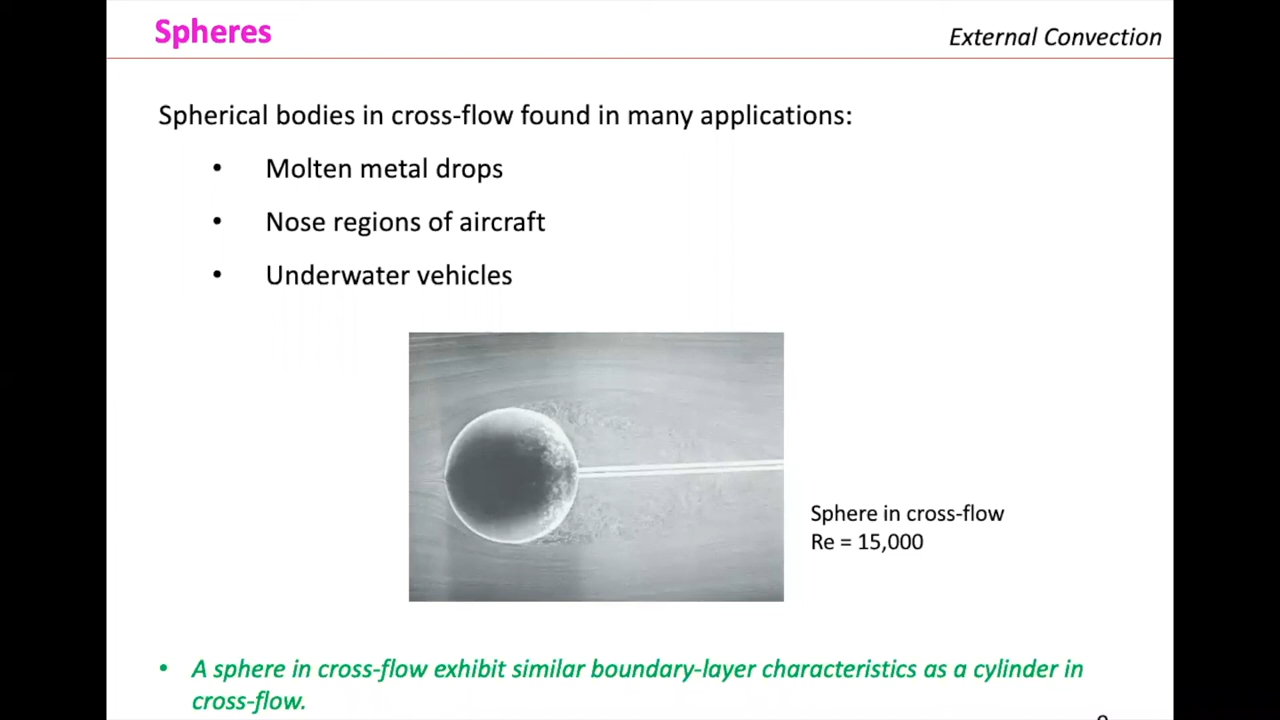 Spheres
External Convection
Spherical bodies in cross-flow found in many applications:
• Molten metal drops
• Nose regions of aircraft
• Underwater vehicles
Sphere in cross-flow
Re = 15,000
• A sphere in cross-flow exhibit similar boundary-layer characteristics as a cylinder in
cross-flow.